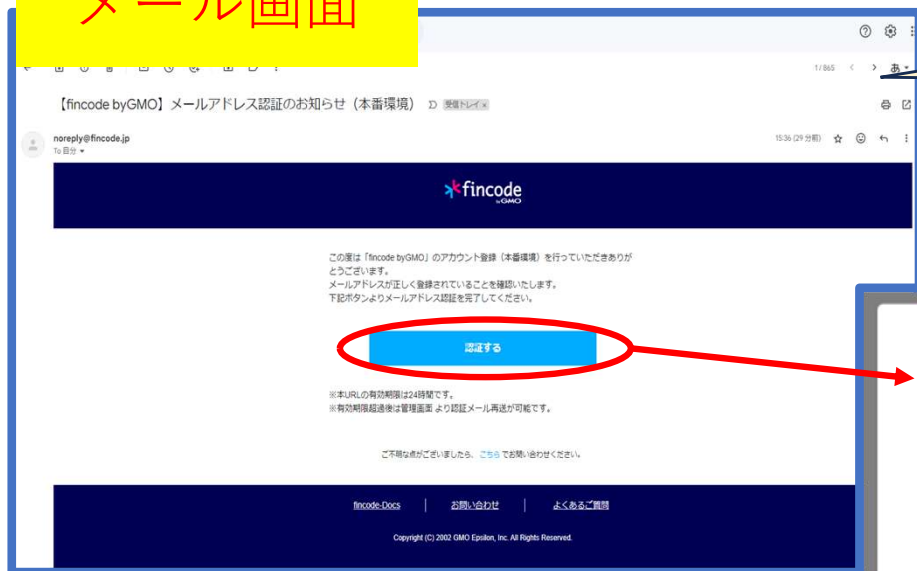 メール画面
1/865
あ
【fincode byGMO】メールアドレス認証のお知らせ（本番環境）
受信トレイ×
noreply@fincode.jp
15:36 (29 分前)
To 自分
fincode
byGMO
この度は「fincode byGMO」のアカウント登録（本番環境）を行っていただきありが
とうございます。
メールアドレスが正しく登録されていることを確認いたします。
下記ボタンよりメールアドレス認証を完了してください。
認証する
※本URLの有効期限は24時間です。
※有効期限超過後は管理画面 より認証メール再送が可能です。
ご不明な点がございましたら、こちら でお問い合わせください。
fincode-Docs | お問い合わせ | よくあるご質問
Copyright (C) 2002 GMO Epsilon, Inc. All Rights Reserved.